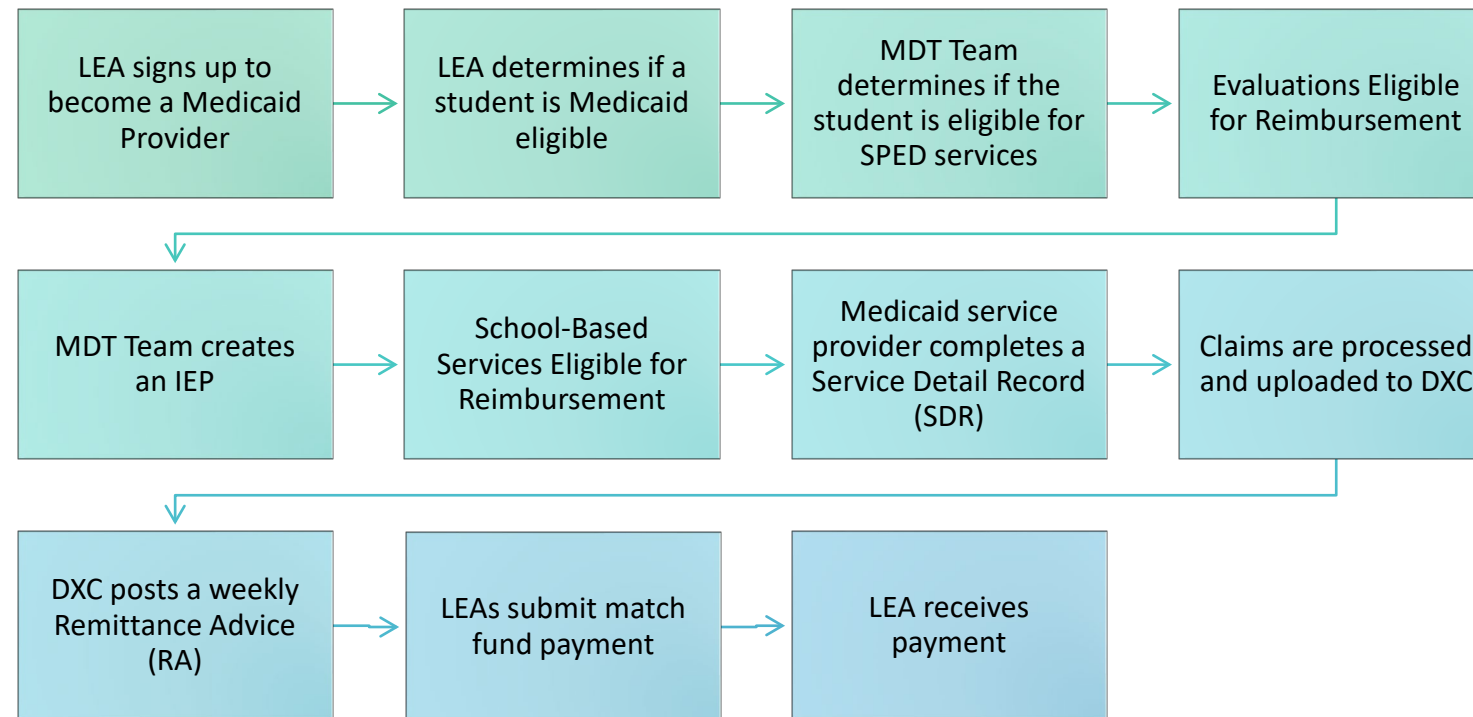 LEA signs up to
become a Medicaid
Provider
LEA determines if a
student is Medicaid
eligible
MDT Team
determines if the
student is eligible for
SPED services
Evaluations Eligible
for Reimbursement
MDT Team creates
an IEP
School-Based
Services Eligible for
Reimbursement
Medicaid service
provider completes a
Service Detail Record
(SDR)
Claims are processed
and uploaded to DXC
DXC posts a weekly
Remittance Advice
(RA)
LEAs submit match
fund payment
LEA receives
payment